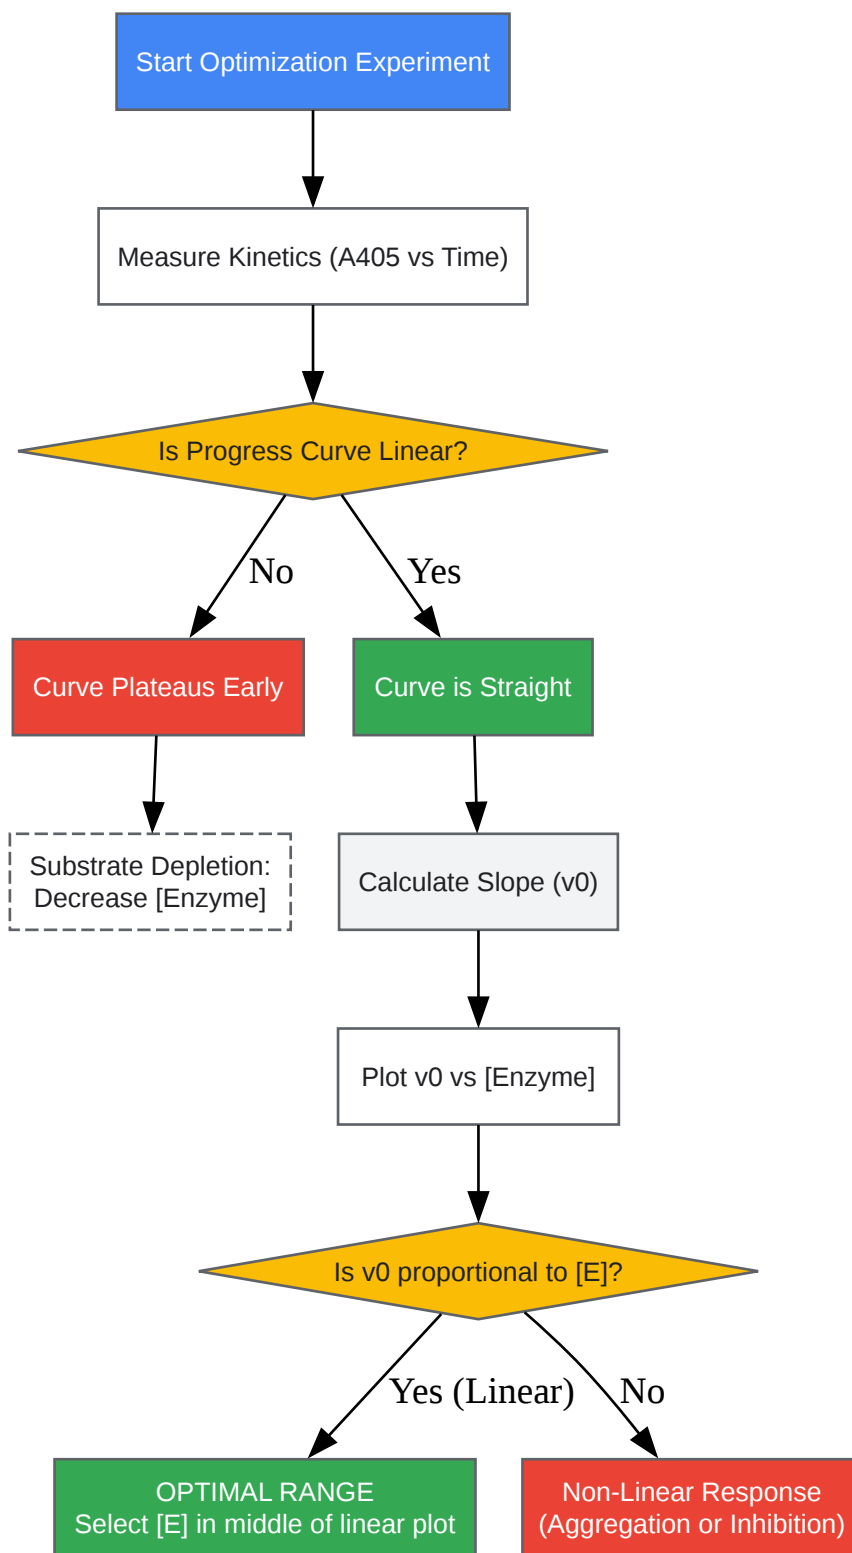 Start Optimization Experiment
Measure Kinetics (A405 vs Time)
Is Progress Curve Linear?
No
Yes
Curve Plateaus Early
Curve is Straight
Substrate Depletion:
Decrease [Enzyme]
Calculate Slope (v0)
Plot v0 vs [Enzyme]
Is v0 proportional to [E]?
Yes (Linear)
No
OPTIMAL RANGE
Select [E] in middle of linear plot
Non-Linear Response
(Aggregation or Inhibition)